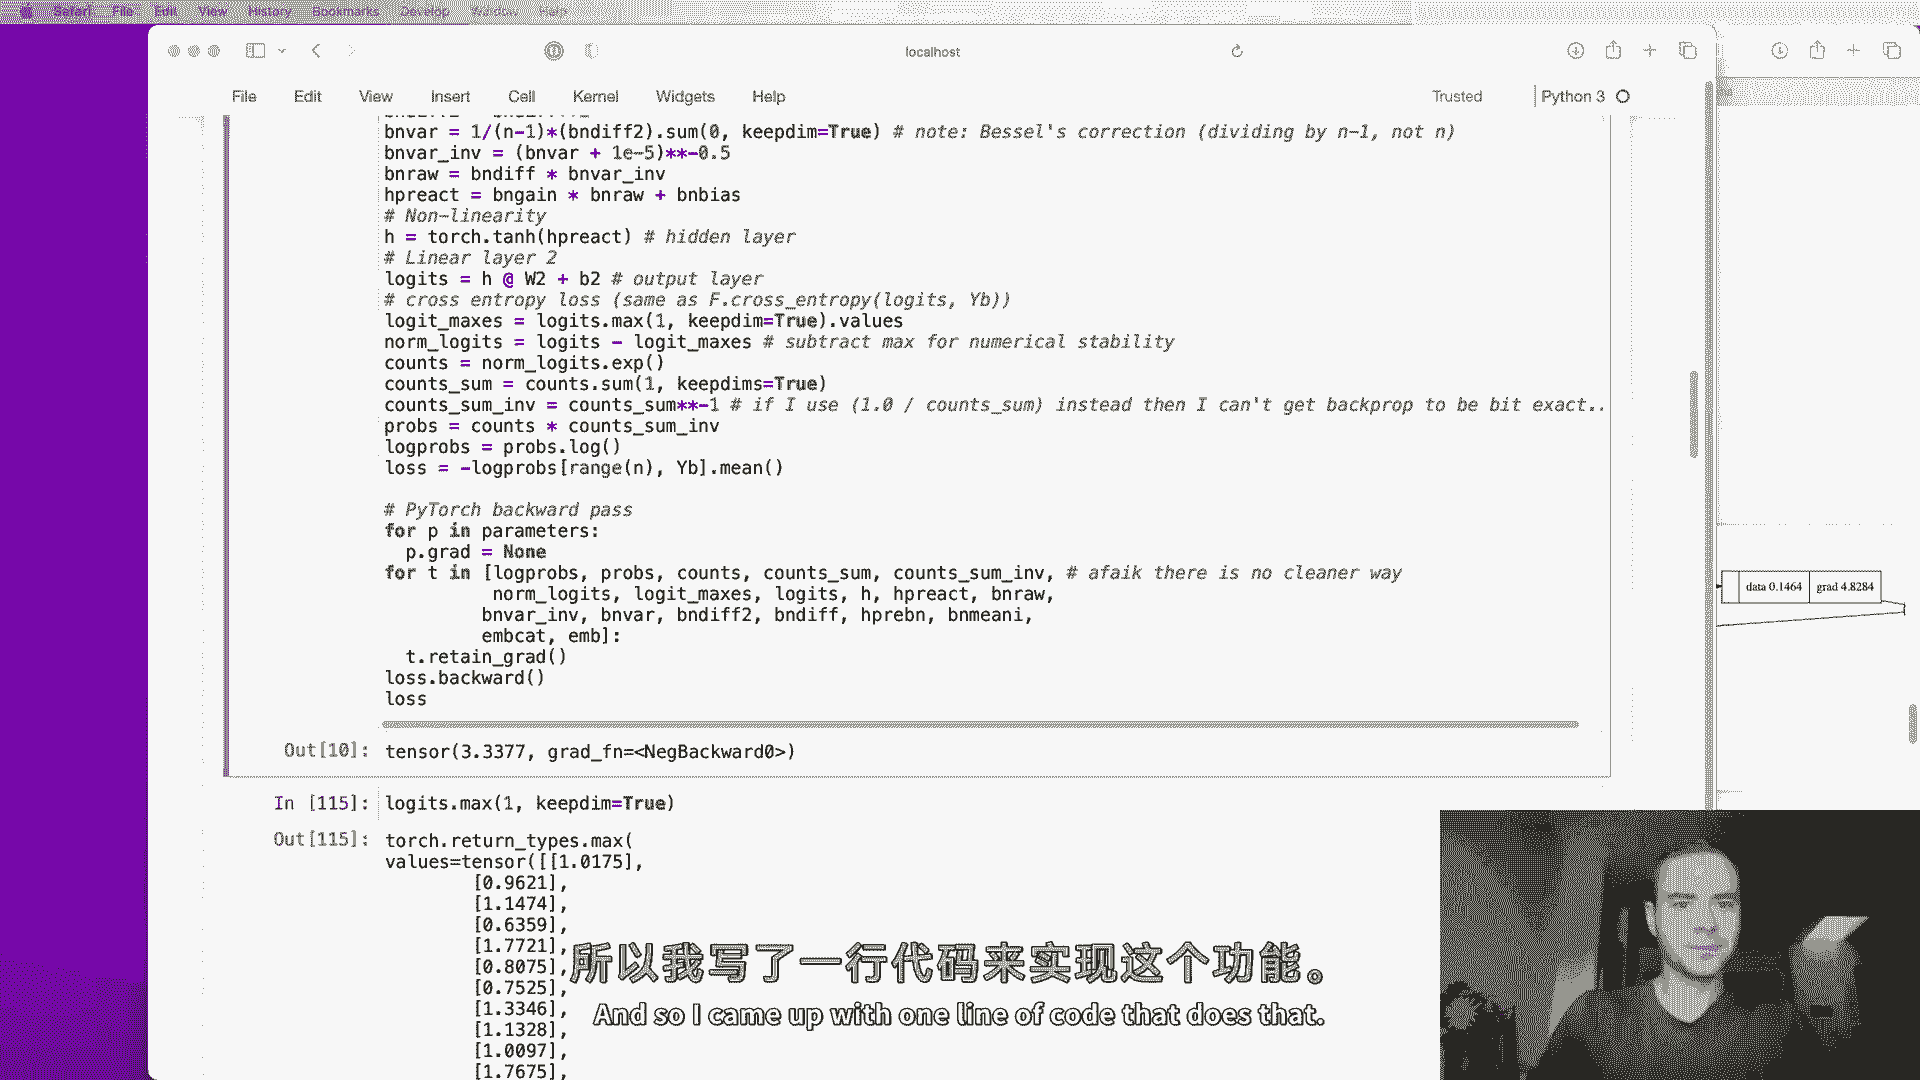 Safari File Edit View History Bookmarks Develop Window Help
localhost
File Edit View Insert Cell Kernel Widgets Help Trusted Python 3
bnvar = 1/(n-1)*(bndiff2).sum(0, keepdim=True) # note: Bessel's correction (dividing by n-1, not n)
bnvar_inv = (bnvar + 1e-5)**-0.5
bnraw = bndiff * bnvar_inv
hpreact = bngain * bnraw + bnbias
# Non-linearity
h = torch.tanh(hpreact) # hidden layer
# Linear layer 2
logits = h @ W2 + b2 # output layer
# cross entropy loss (same as F.cross_entropy(logits, Yb))
logit_maxes = logits.max(1, keepdim=True).values
norm_logits = logits - logit_maxes # subtract max for numerical stability
counts = norm_logits.exp()
counts_sum = counts.sum(1, keepdims=True)
counts_sum_inv = counts_sum**-1 # if I use (1.0 / counts_sum) instead then I can't get backprop to be bit exact..
probs = counts * counts_sum_inv
logprobs = probs.log()
loss = -logprobs[range(n), Yb].mean()
# PyTorch backward pass
for p in parameters:
p.grad = None
for t in [logprobs, probs, counts, counts_sum, counts_sum_inv, # afaik there is no cleaner way
norm_logits, logit_maxes, logits, h, hpreact, bnraw,
bnvar_inv, bnvar, bndiff2, bndiff, hprebn, bnmeani,
embcat, emb]:
t.retain_grad()
loss.backward()
loss
Out[10]: tensor(3.3377, grad_fn=<NegBackward0>)
In [115]: logits.max(1, keepdim=True)
Out[115]: torch.return_types.max(
values=tensor([[1.0175],
[0.9621],
[1.1474],
[0.6359],
[1.7721],
[0.8075],
[0.7525],
[1.3346],
[1.1328],
[1.0097],
[1.7675],
data 0.1464 grad 4.8284
所以我写了一行代码来实现这个功能。
And so I came up with one line of code that does that.